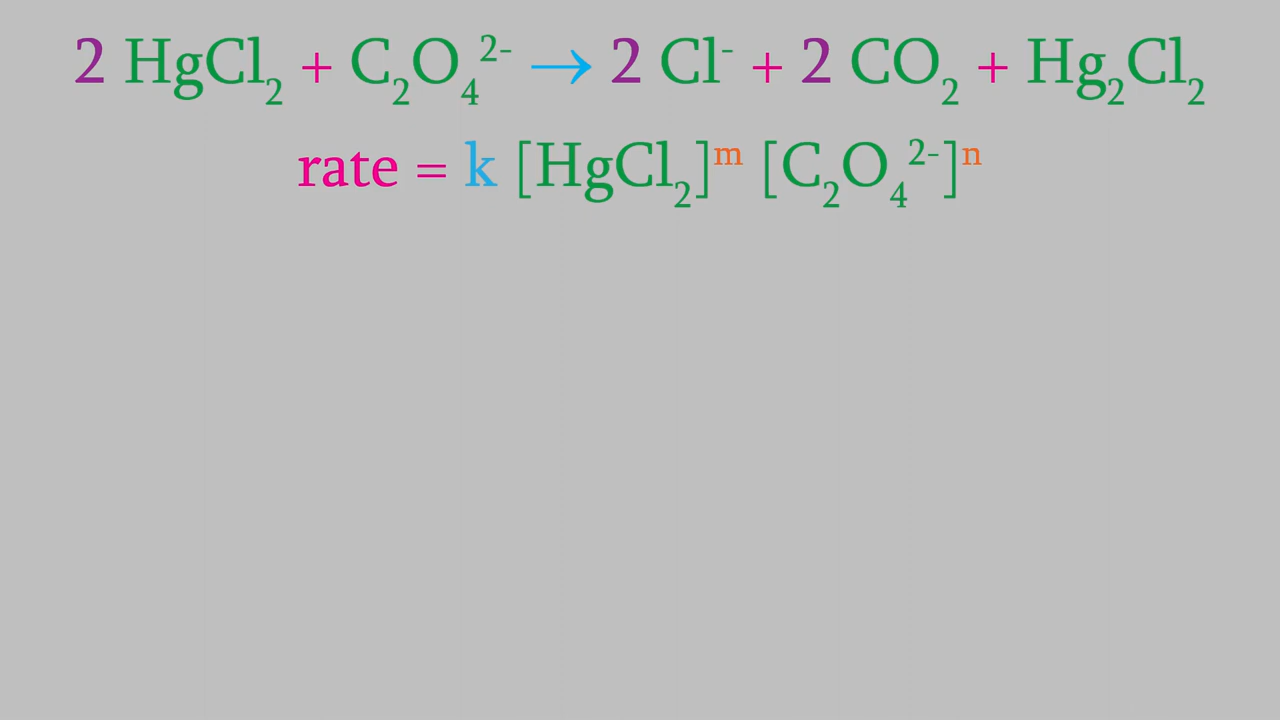 2 HgCl₂ + C₂O₄²⁻ → 2 Cl⁻ + 2 CO₂ + Hg₂Cl₂
rate = k [HgCl₂]ᵐ [C₂O₄²⁻]ⁿ